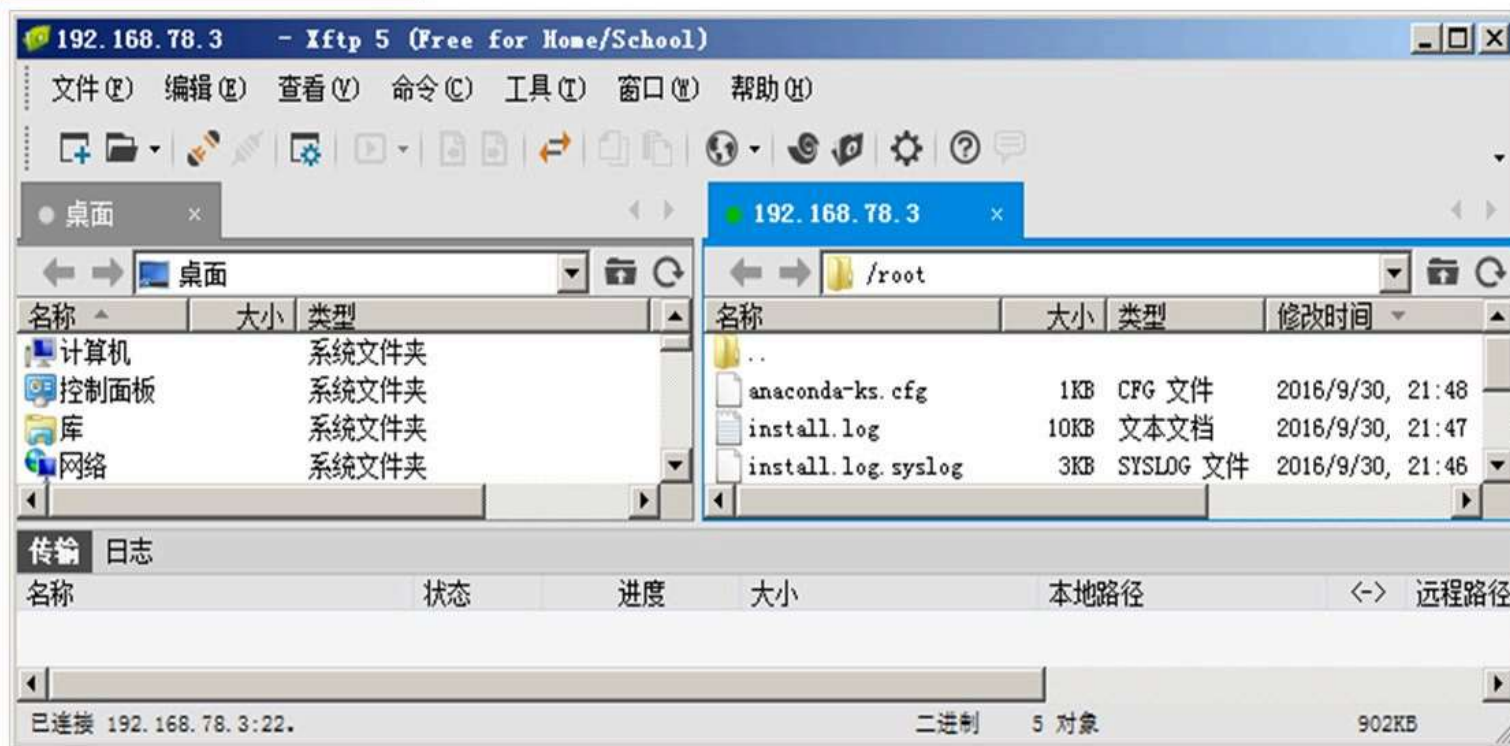 192.168.78.3 - Xftp 5 (Free for Home/School)
文件(F) 编辑(E) 查看(V) 命令(C) 工具(T) 窗口(W) 帮助(H)
桌面 ×
192.168.78.3 ×
桌面
名称 大小 类型
计算机 系统文件夹
控制面板 系统文件夹
库 系统文件夹
网络 系统文件夹
/root
名称 大小 类型 修改时间
..
anaconda-ks.cfg 1KB CFG 文件 2016/9/30, 21:48
install.log 10KB 文本文档 2016/9/30, 21:47
install.log.syslog 3KB SYSLOG 文件 2016/9/30, 21:46
传输 日志
名称 状态 进度 大小 本地路径 <-> 远程路径
已连接 192.168.78.3:22。 二进制 5 对象 902KB